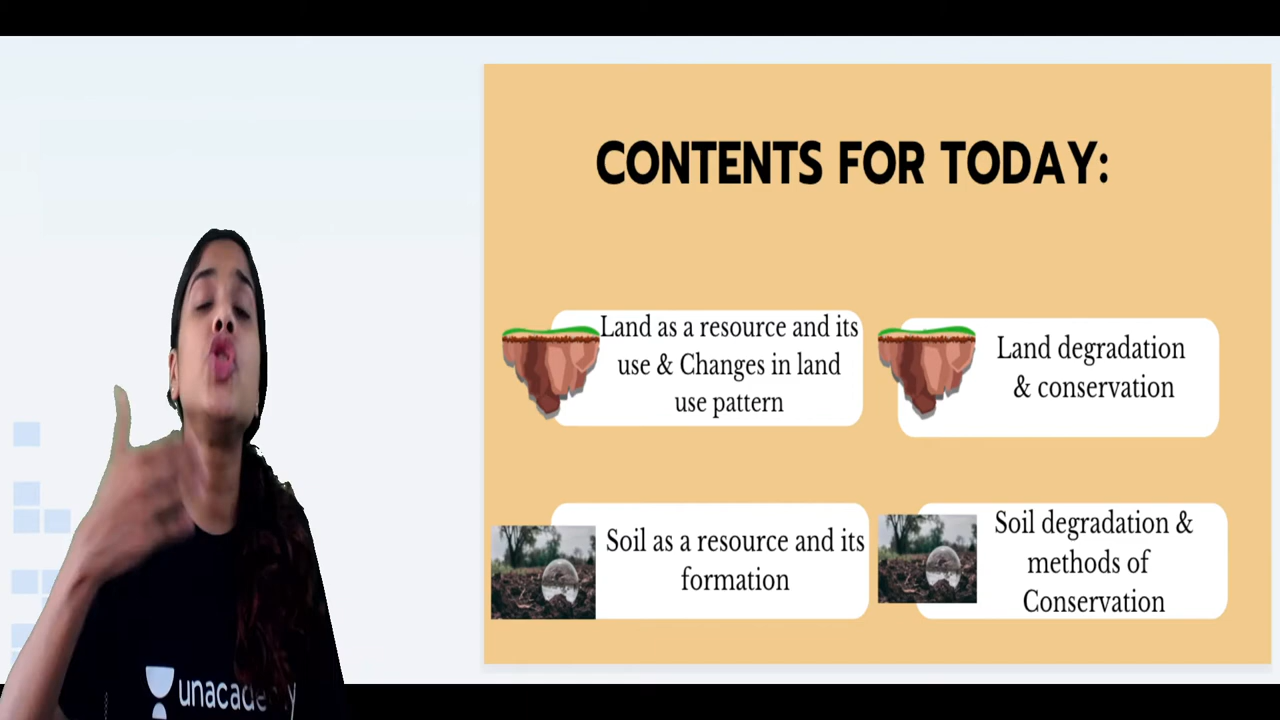 CONTENTS FOR TODAY:
Land as a resource and its
use & Changes in land
use pattern
Land degradation
& conservation
Soil as a resource and its
formation
Soil degradation &
methods of
Conservation
unacademy